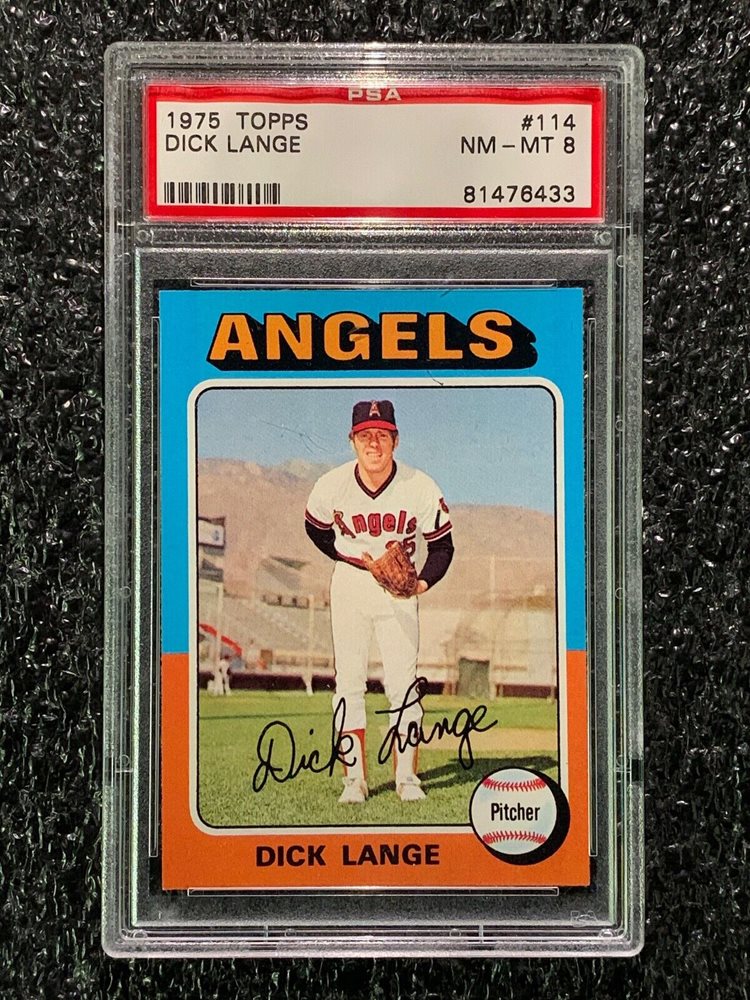 PSA
1975 TOPPS #114
DICK LANGE NM-MT 8
81476433
ANGELS
A
Angels
Dick Lange
Pitcher
DICK LANGE